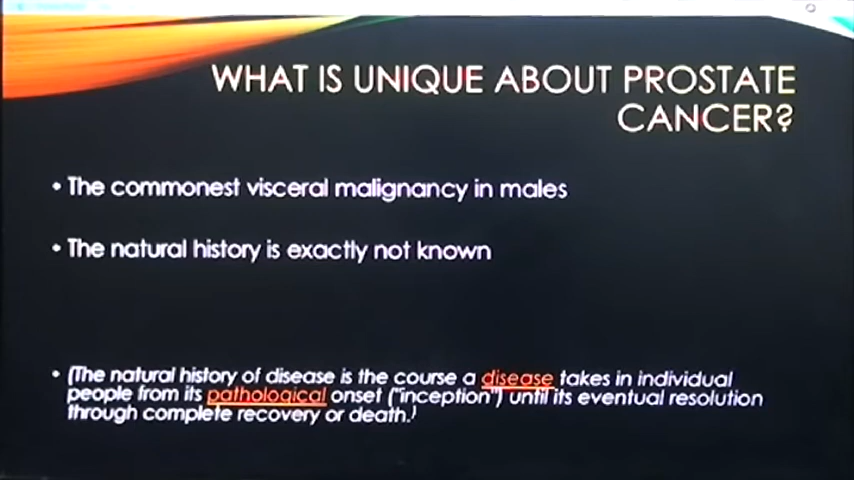 WHAT IS UNIQUE ABOUT PROSTATE
CANCER?
• The commonest visceral malignancy in males
• The natural history is exactly not known
• (The natural history of disease is the course a disease takes in individual
people from its pathological onset ("inception") until its eventual resolution
through complete recovery or death.)